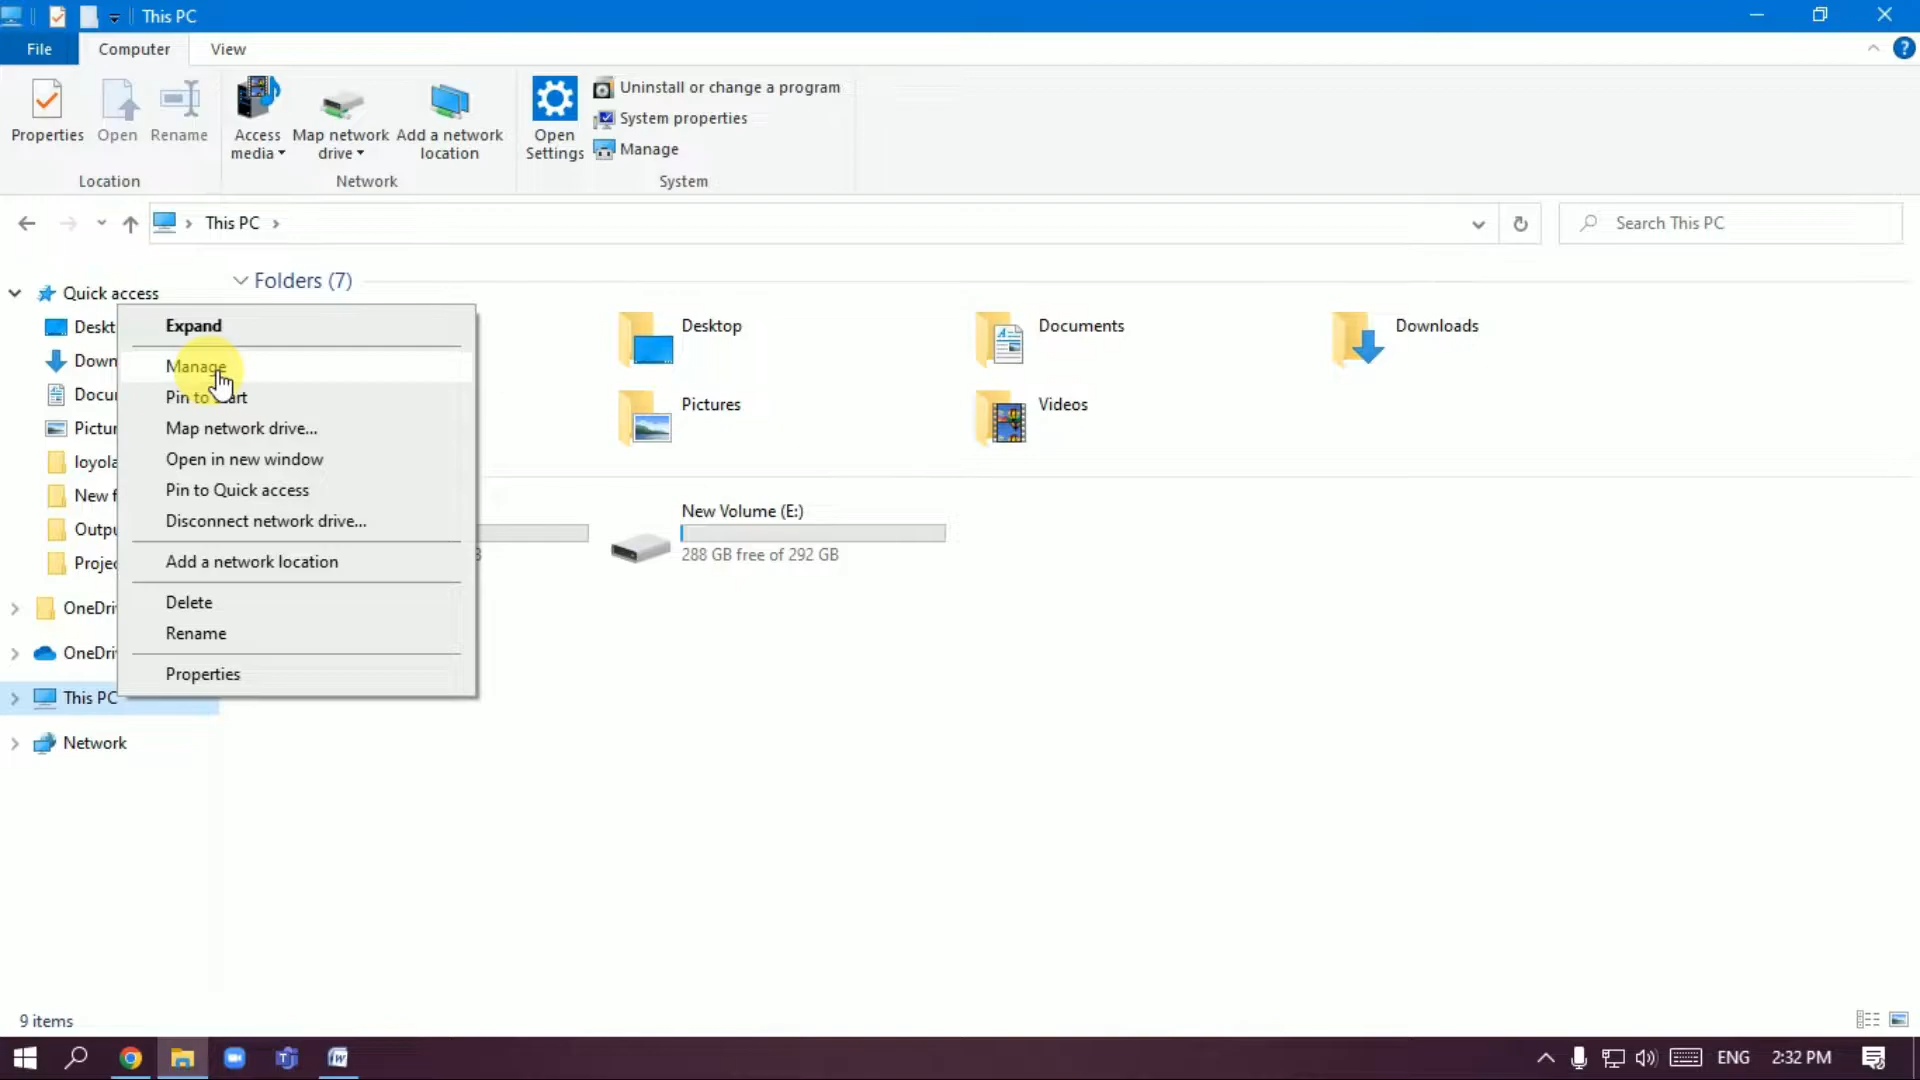 This PC
File
Computer
View
Properties
Open
Rename
Access media
Map network drive
Add a network location
Open Settings
Uninstall or change a program
System properties
Manage
Location
Network
System
This PC
Search This PC
Quick access
Folders (7)
Expand
Manage
Pin to
Map network drive...
Open in new window
Pin to Quick access
Disconnect network drive...
Add a network location
Delete
Rename
Properties
Deskt
Down
Docu
Pictur
loyola
New f
Outpu
Projec
OneDri
OneDri
This PC
Network
Desktop
Documents
Downloads
Pictures
Videos
New Volume (E:)
288 GB free of 292 GB
9 items
ENG
2:32 PM